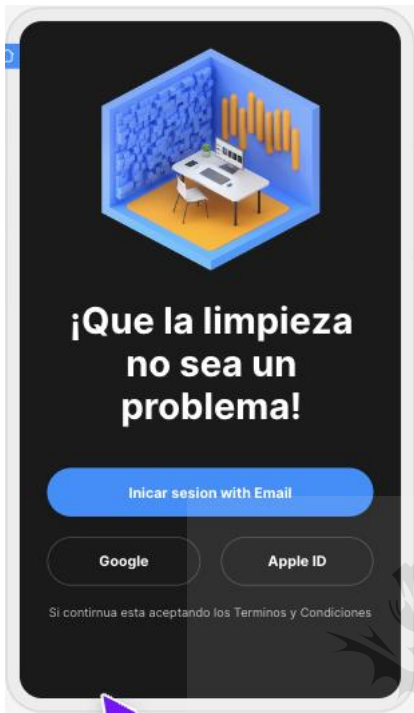 ¡Que la limpieza
no sea un
problema!
Inicar sesion with Email
Google
Apple ID
Si contirnua esta aceptando los Terminos y Condiciones